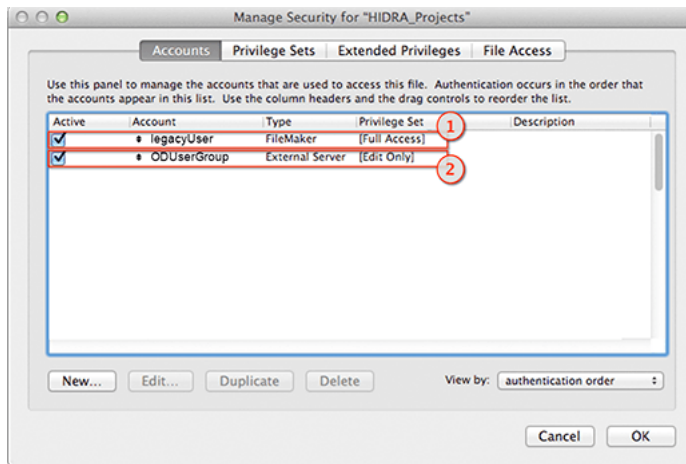 Manage Security for "HIDRA_Projects"
Accounts Privilege Sets Extended Privileges File Access
Use this panel to manage the accounts that are used to access this file. Authentication occurs in the order that
the accounts appear in this list. Use the column headers and the drag controls to reorder the list.
Active Account Type Privilege Set Description
1
legacyUser FileMaker [Full Access]
ODUserGroup External Server [Edit Only]
2
New... Edit... Duplicate Delete View by: authentication order
Cancel OK